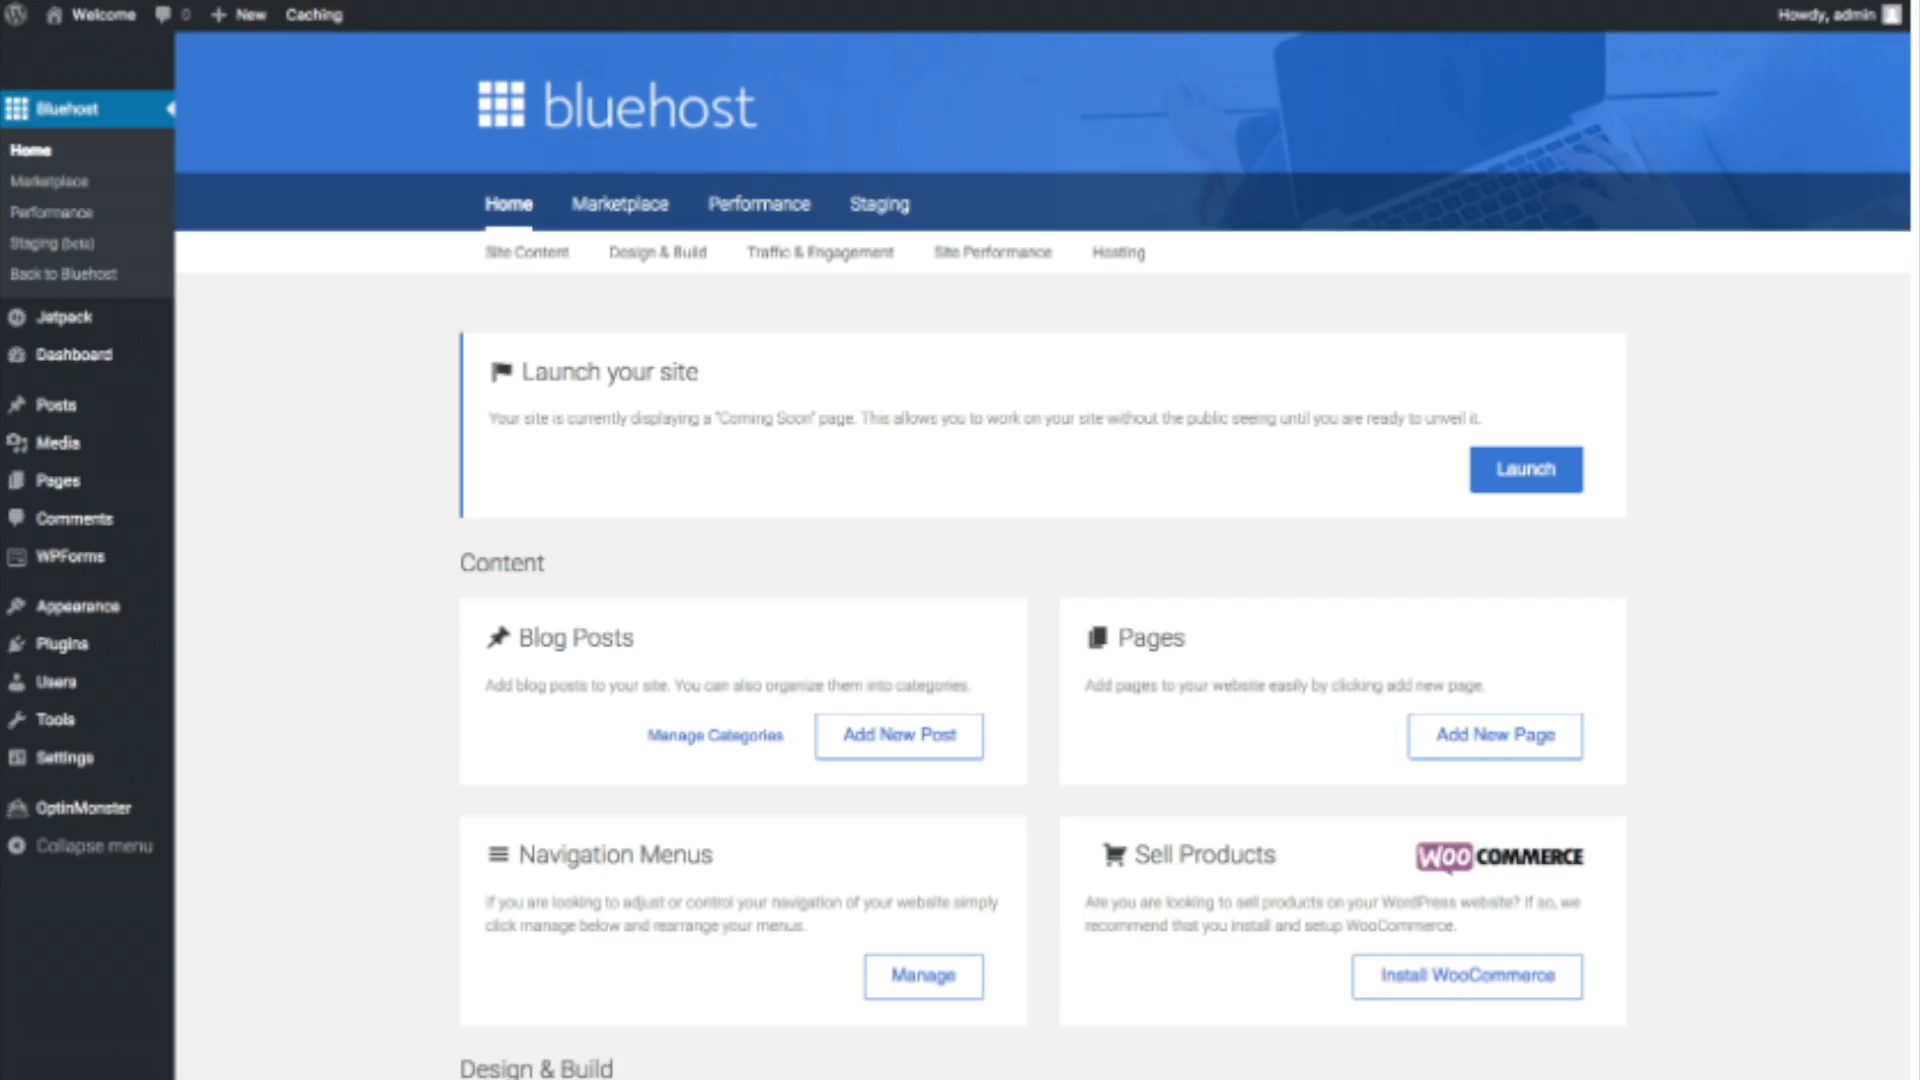 Welcome 0 New Caching Howdy, admin
Bluehost
Home
Marketplace
Performance
Staging (beta)
Back to Bluehost
Jetpack
Dashboard
Posts
Media
Pages
Comments
WPForms
Appearance
Plugins
Users
Tools
Settings
OptinMonster
Collapse menu
bluehost
Home Marketplace Performance Staging
Site Content Design & Build Traffic & Engagement Site Performance Hosting
Launch your site
Your site is currently displaying a "Coming Soon" page. This allows you to work on your site without the public seeing until you are ready to unveil it.
Launch
Content
Blog Posts
Add blog posts to your site. You can also organize them into categories.
Manage Categories Add New Post
Pages
Add pages to your website easily by clicking add new page.
Add New Page
Navigation Menus
If you are looking to adjust or control your navigation of your website simply
click manage below and rearrange your menus.
Manage
Sell Products WOO COMMERCE
Are you are looking to sell products on your WordPress website? If so, we
recommend that you install and setup WooCommerce.
Install WooCommerce
Design & Build